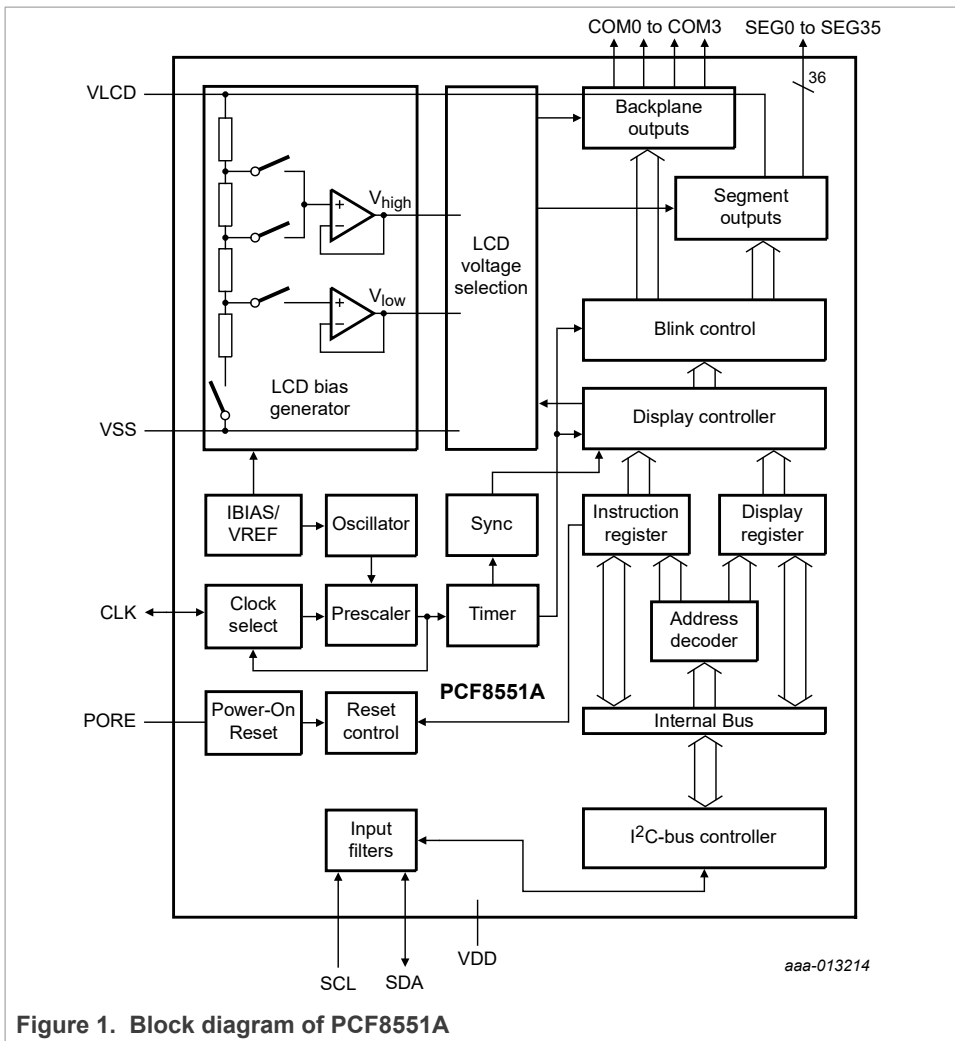 COM0 to COM3
SEG0 to SEG35
36
VLCD
Backplane
outputs
Segment
outputs
Vhigh
LCD
voltage
selection
Vlow
Blink control
LCD bias
generator
Display controller
VSS
IBIAS/
VREF
Oscillator
Sync
Instruction
register
Display
register
CLK
Clock
select
Prescaler
Timer
Address
decoder
PCF8551A
PORE
Power-On
Reset
Reset
control
Internal Bus
Input
filters
I2C-bus controller
SCL
SDA
VDD
aaa-013214
Figure 1. Block diagram of PCF8551A